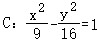 C: x²/9 - y²/16 = 1